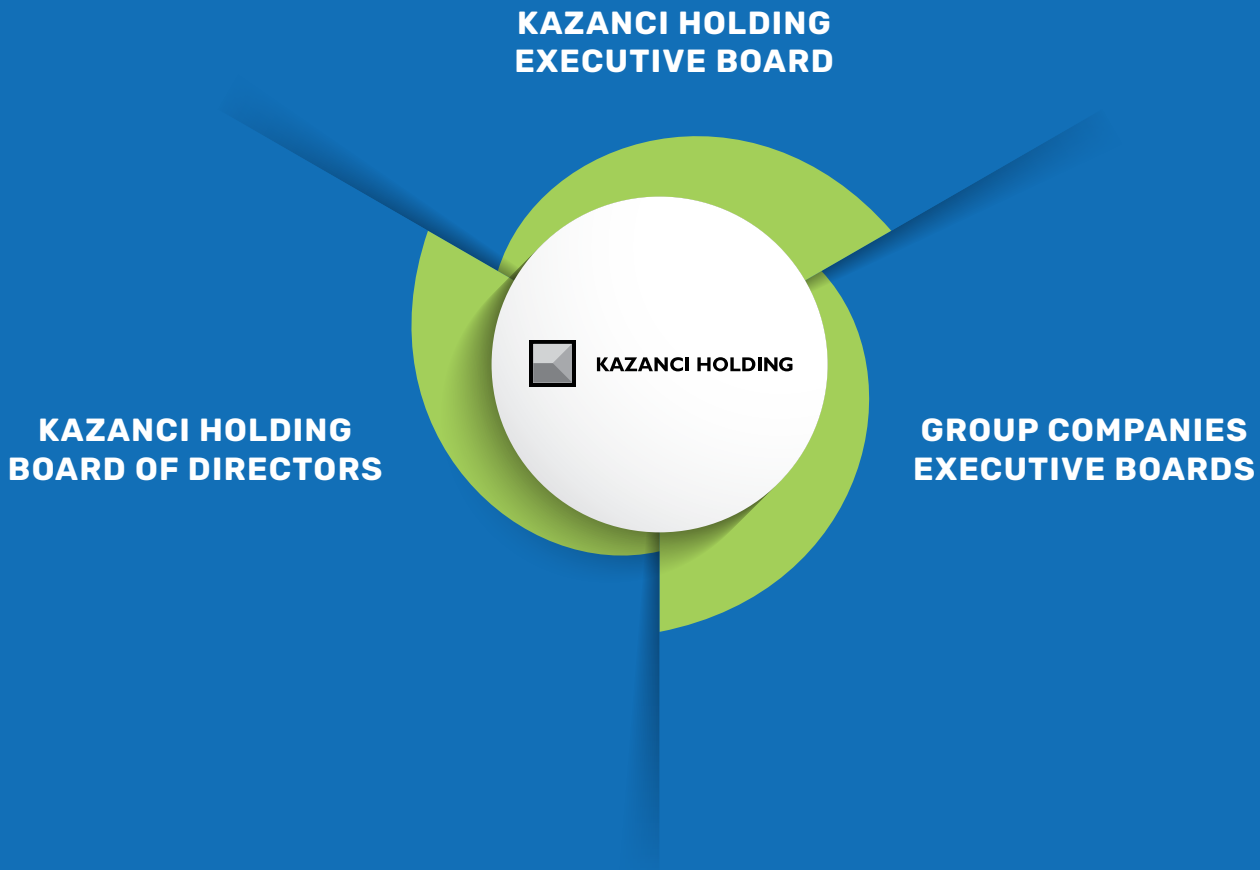 KAZANCI HOLDING
EXECUTIVE BOARD
KAZANCI HOLDING
KAZANCI HOLDING
BOARD OF DIRECTORS
GROUP COMPANIES
EXECUTIVE BOARDS